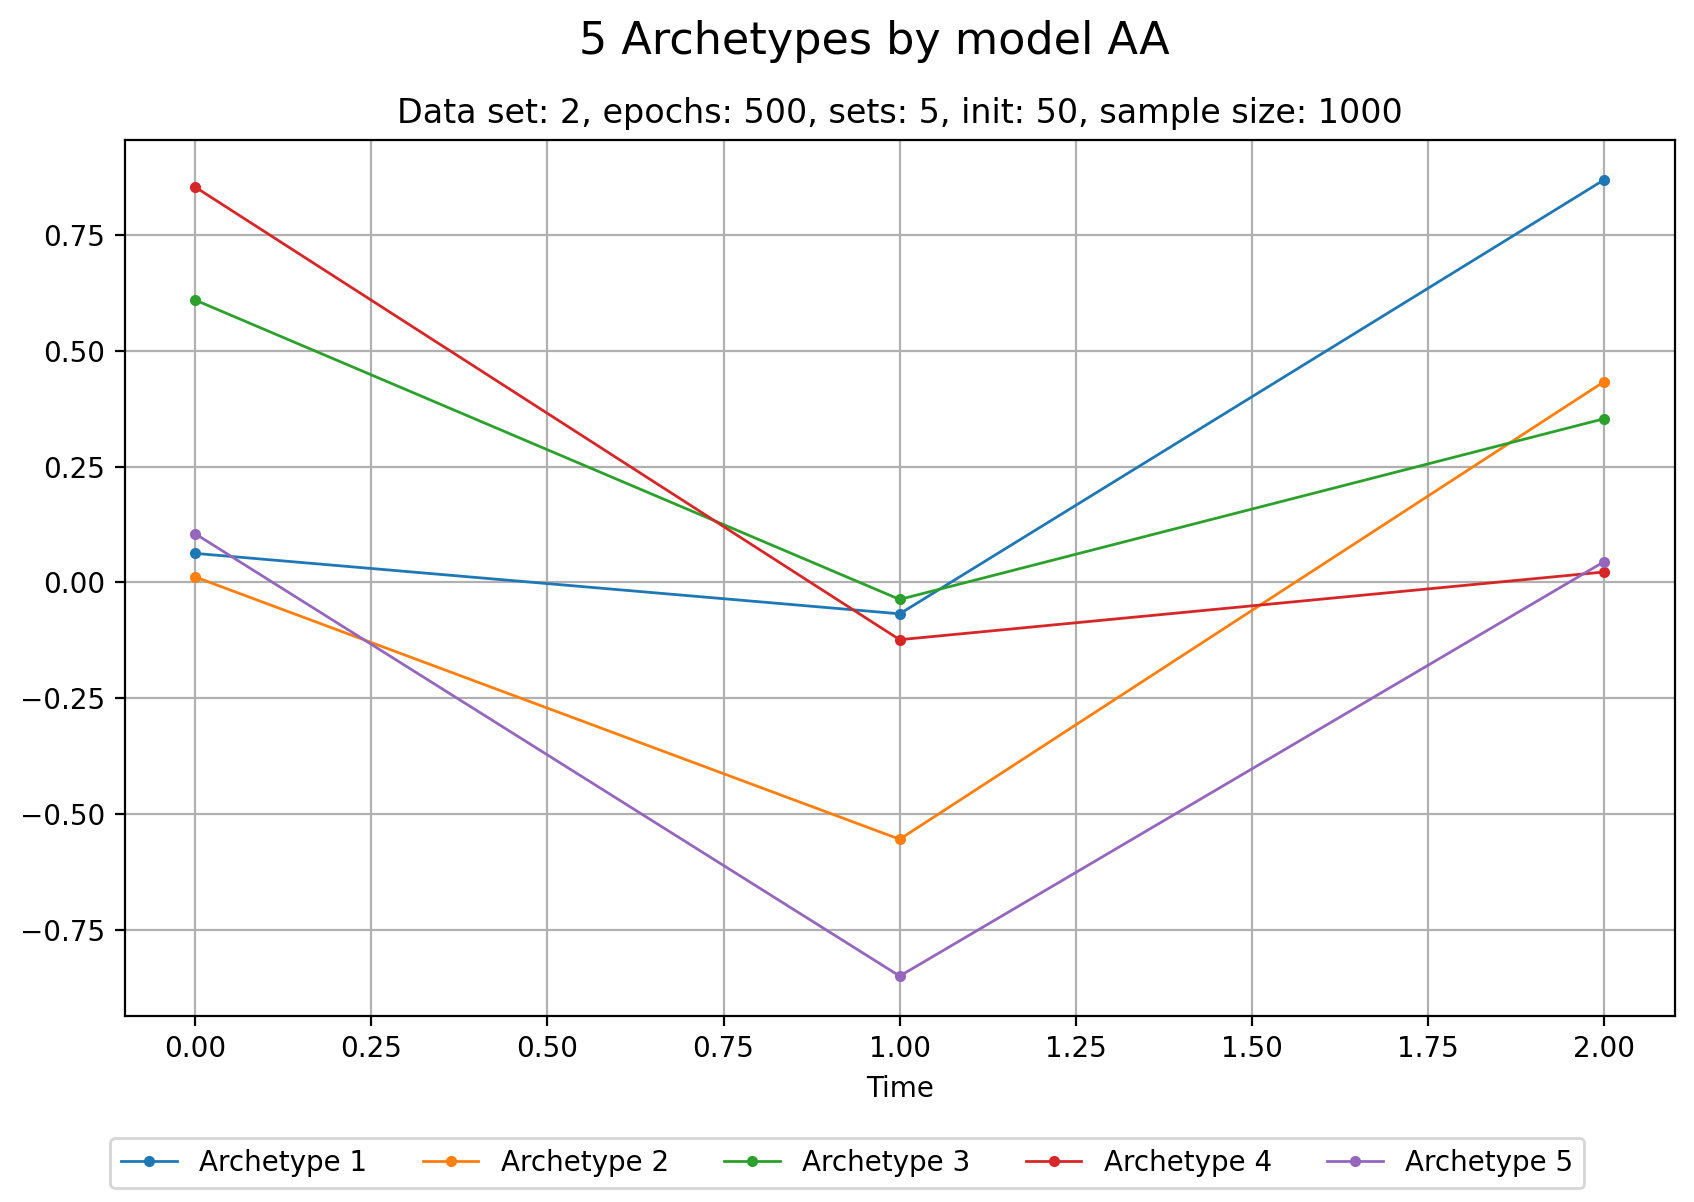 5 Archetypes by model AA
Data set: 2, epochs: 500, sets: 5, init: 50, sample size: 1000
0.75
0.50
0.25
0.00
−0.25
−0.50
−0.75
0.00 0.25 0.50 0.75 1.00 1.25 1.50 1.75 2.00
Time
Archetype 1 Archetype 2 Archetype 3 Archetype 4 Archetype 5